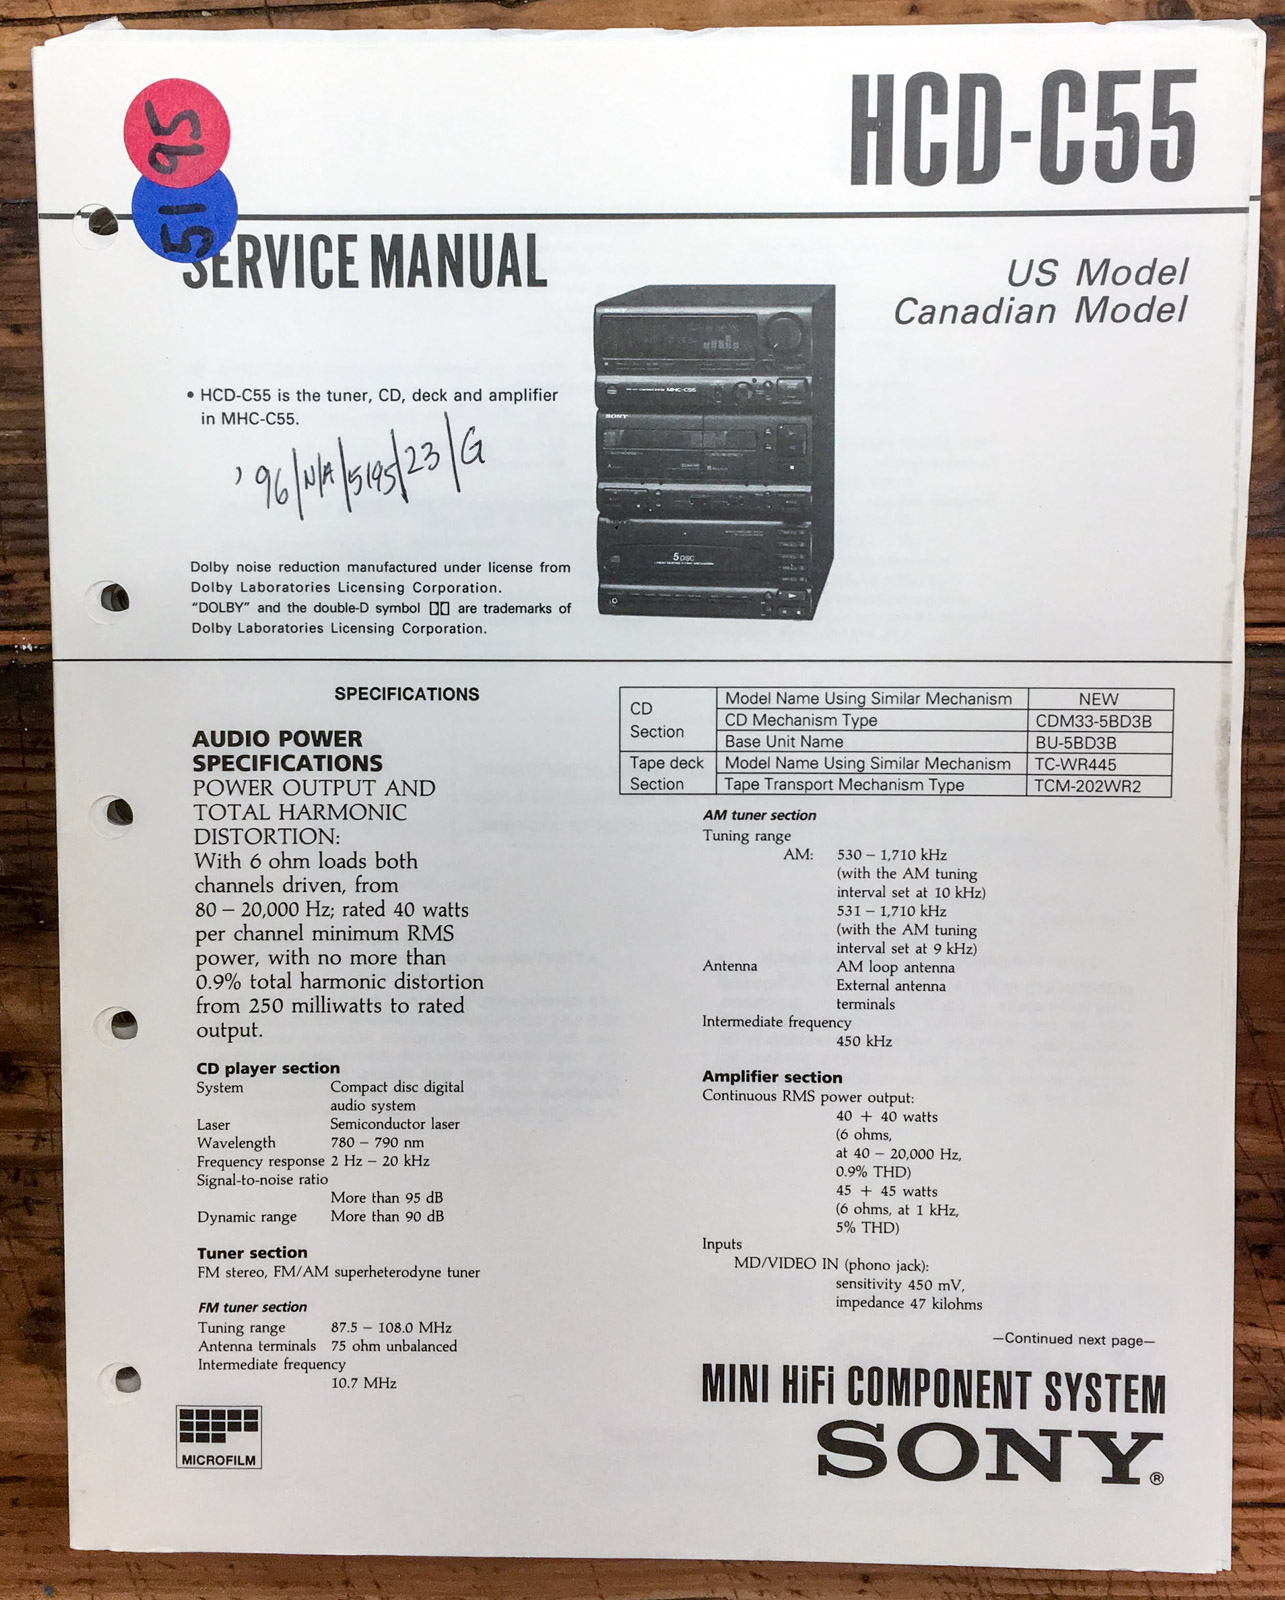 HCD-C55
95
51
SERVICE MANUAL
US Model
Canadian Model
• HCD-C55 is the tuner, CD, deck and amplifier
in MHC-C55.
'96/N/A/5195/23/G
Dolby noise reduction manufactured under license from
Dolby Laboratories Licensing Corporation.
"DOLBY" and the double-D symbol are trademarks of
Dolby Laboratories Licensing Corporation.
SONY
MHC-C55
SONY
5 DISC
SPECIFICATIONS
AUDIO POWER
SPECIFICATIONS
POWER OUTPUT AND
TOTAL HARMONIC
DISTORTION:
With 6 ohm loads both
channels driven, from
80 – 20,000 Hz; rated 40 watts
per channel minimum RMS
power, with no more than
0.9% total harmonic distortion
from 250 milliwatts to rated
output.
CD player section
System Compact disc digital
audio system
Laser Semiconductor laser
Wavelength 780 – 790 nm
Frequency response 2 Hz – 20 kHz
Signal-to-noise ratio
More than 95 dB
Dynamic range More than 90 dB
Tuner section
FM stereo, FM/AM superheterodyne tuner
FM tuner section
Tuning range 87.5 – 108.0 MHz
Antenna terminals 75 ohm unbalanced
Intermediate frequency
10.7 MHz
MICROFILM
CD Section Model Name Using Similar Mechanism NEW
CD Mechanism Type CDM33-5BD3B
Base Unit Name BU-5BD3B
Tape deck Section Model Name Using Similar Mechanism TC-WR445
Tape Transport Mechanism Type TCM-202WR2
AM tuner section
Tuning range
AM: 530 – 1,710 kHz
(with the AM tuning
interval set at 10 kHz)
531 – 1,710 kHz
(with the AM tuning
interval set at 9 kHz)
Antenna AM loop antenna
External antenna
terminals
Intermediate frequency
450 kHz
Amplifier section
Continuous RMS power output:
40 + 40 watts
(6 ohms,
at 40 – 20,000 Hz,
0.9% THD)
45 + 45 watts
(6 ohms, at 1 kHz,
5% THD)
Inputs
MD/VIDEO IN (phono jack):
sensitivity 450 mV,
impedance 47 kilohms
—Continued next page—
MINI HiFi COMPONENT SYSTEM
SONY®